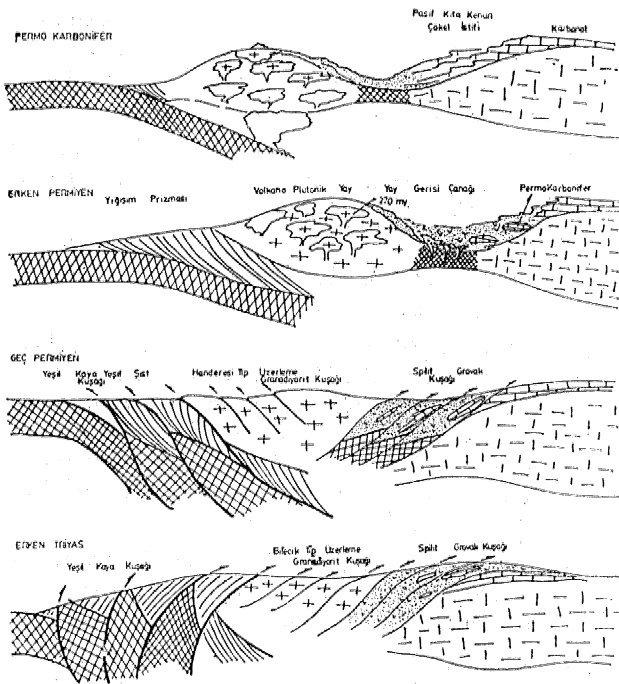 PERMO KARBONİFER
Pasif Kıta Kenarı
Çökel İstifi
Karbonat
ERKEN PERMİYEN
Yığışım Prizması
Volkano Plutonik Yay
Yay Gerisi Çanağı
270 my.
PermoKarbonifer
GEÇ PERMİYEN
Yeşil Kaya
Kuşağı
Yeşil Şist
Handeresi Tip Üzerleme
Granadiyorit Kuşağı
Spilit Grovak
Kuşağı
ERKEN TRİYAS
Yeşil Kaya Kuşağı
Bilecik Tip Üzerleme
Granadiyorit Kuşağı
Spilit Grovak Kuşağı